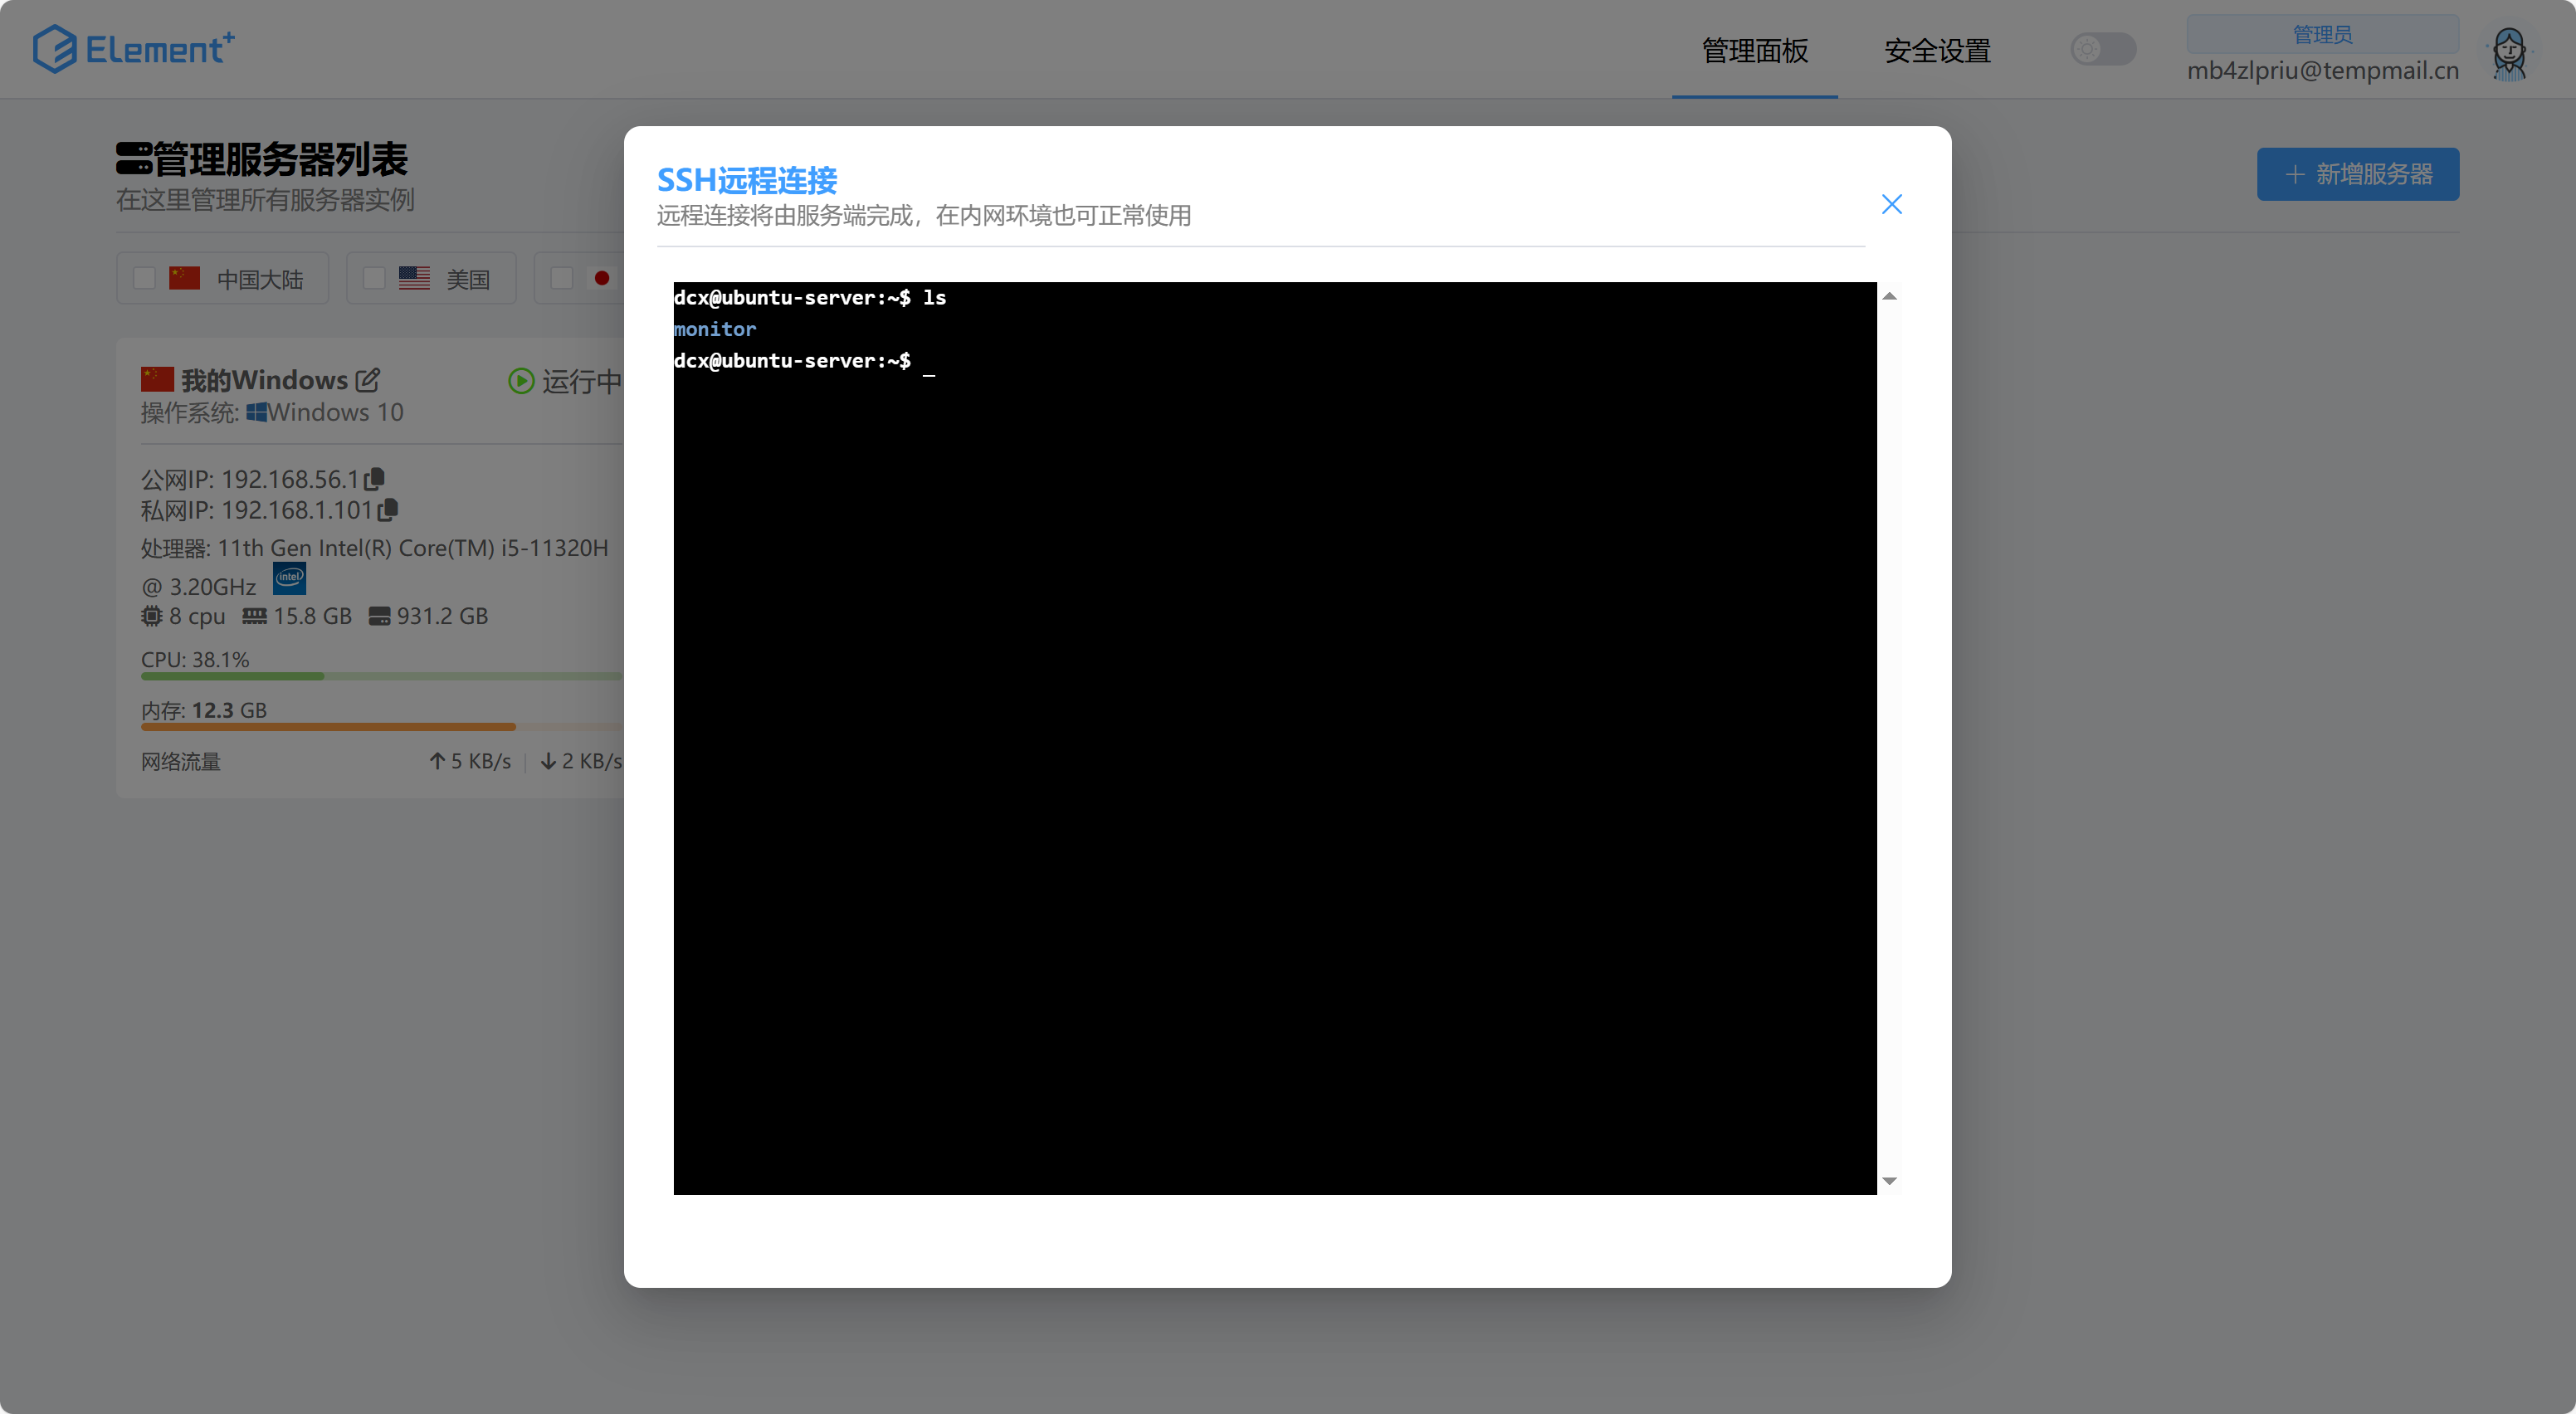 Element+
管理面板
安全设置
管理员
mb4zlpriu@tempmail.cn
管理服务器列表
在这里管理所有服务器实例
新增服务器
中国大陆
美国
我的Windows
运行中
操作系统: Windows 10
公网IP: 192.168.56.1
私网IP: 192.168.1.101
处理器: 11th Gen Intel(R) Core(TM) i5-11320H
@ 3.20GHz
intel
8 cpu 15.8 GB 931.2 GB
CPU: 38.1%
内存: 12.3 GB
网络流量
5 KB/s
2 KB/s
SSH远程连接
远程连接将由服务端完成，在内网环境也可正常使用
dcx@ubuntu-server:~$ ls
monitor
dcx@ubuntu-server:~$ _